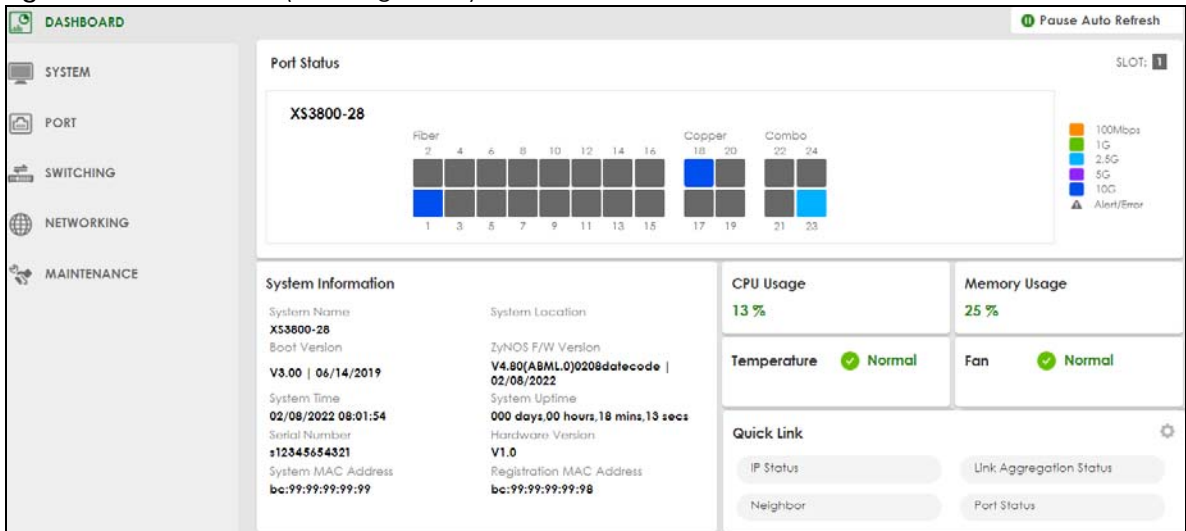 DASHBOARD
Pause Auto Refresh
SYSTEM
PORT
SWITCHING
NETWORKING
MAINTENANCE
Port Status
SLOT: 1
XS3800-28
Fiber
Copper
Combo
2 4 6 8 10 12 14 16 18 20 22 24
1 3 5 7 9 11 13 15 17 19 21 23
100Mbps
1G
2.5G
5G
10G
Alert/Error
System Information
System Name
XS3800-28
System Location
Boot Version
V3.00 | 06/14/2019
ZyNOS F/W Version
V4.80(ABML.0)0208datecode |
02/08/2022
System Time
02/08/2022 08:01:54
System Uptime
000 days,00 hours,18 mins,13 secs
Serial Number
s12345654321
Hardware Version
V1.0
System MAC Address
bc:99:99:99:99:99
Registration MAC Address
bc:99:99:99:99:98
CPU Usage
13 %
Memory Usage
25 %
Temperature Normal
Fan Normal
Quick Link
IP Status
Link Aggregation Status
Neighbor
Port Status